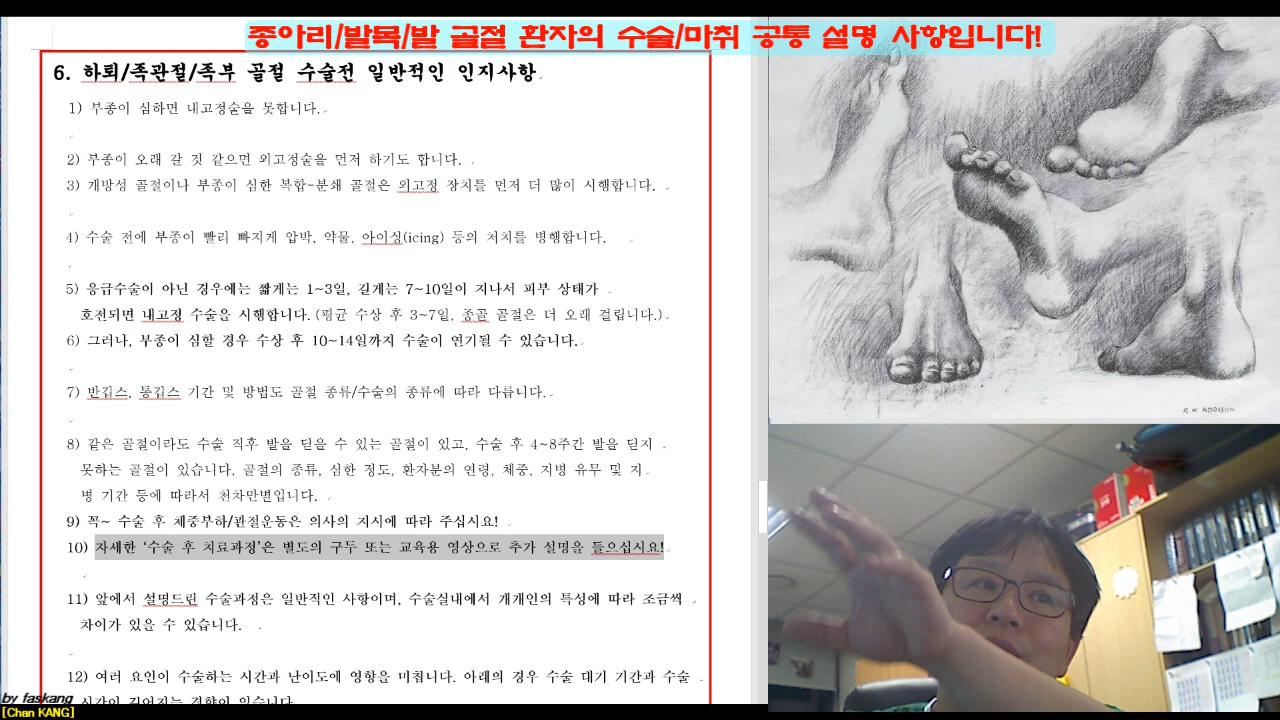 종아리/발목/발 골절 환자의 수술/마취 공통 설명 사항입니다!
6. 하퇴/족관절/족부 골절 수술전 일반적인 인지사항
1) 부종이 심하면 내고정술을 못합니다.
2) 부종이 오래 갈 것 같으면 외고정술을 먼저 하기도 합니다.
3) 개방성 골절이나 부종이 심한 복합-분쇄 골절은 외고정 장치를 먼저 더 많이 시행합니다.
4) 수술 전에 부종이 빨리 빠지게 압박, 약물, 아이싱(icing) 등의 처치를 병행합니다.
5) 응급수술이 아닌 경우에는 짧게는 1~3일, 길게는 7~10일이 지나서 피부 상태가
호전되면 내고정 수술을 시행합니다. (평균 수상 후 3~7일, 종골 골절은 더 오래 걸립니다.)
6) 그러나, 부종이 심할 경우 수상 후 10~14일까지 수술이 연기될 수 있습니다.
7) 반깁스, 통깁스 기간 및 방법도 골절 종류/수술의 종류에 따라 다릅니다.
8) 같은 골절이라도 수술 직후 발을 딛을 수 있는 골절이 있고, 수술 후 4~8주간 발을 딛지
못하는 골절이 있습니다. 골절의 종류, 심한 정도, 환자분의 연령, 체중, 지병 유무 및 지
병 기간 등에 따라서 천차만별입니다.
9) 꼭~ 수술 후 체중부하/관절운동은 의사의 지시에 따라 주십시요!
10) 자세한 ‘수술 후 치료과정’은 별도의 구두 또는 교육용 영상으로 추가 설명을 들으십시요!
11) 앞에서 설명드린 수술과정은 일반적인 사항이며, 수술실내에서 개개인의 특성에 따라 조금씩
차이가 있을 수 있습니다.
12) 여러 요인이 수술하는 시간과 난이도에 영향을 미칩니다. 아래의 경우 수술 대기 기간과 수술
시간이 길어지는 경향이 있습니다.
R W ADDISON
by faskang
[Chan KANG]